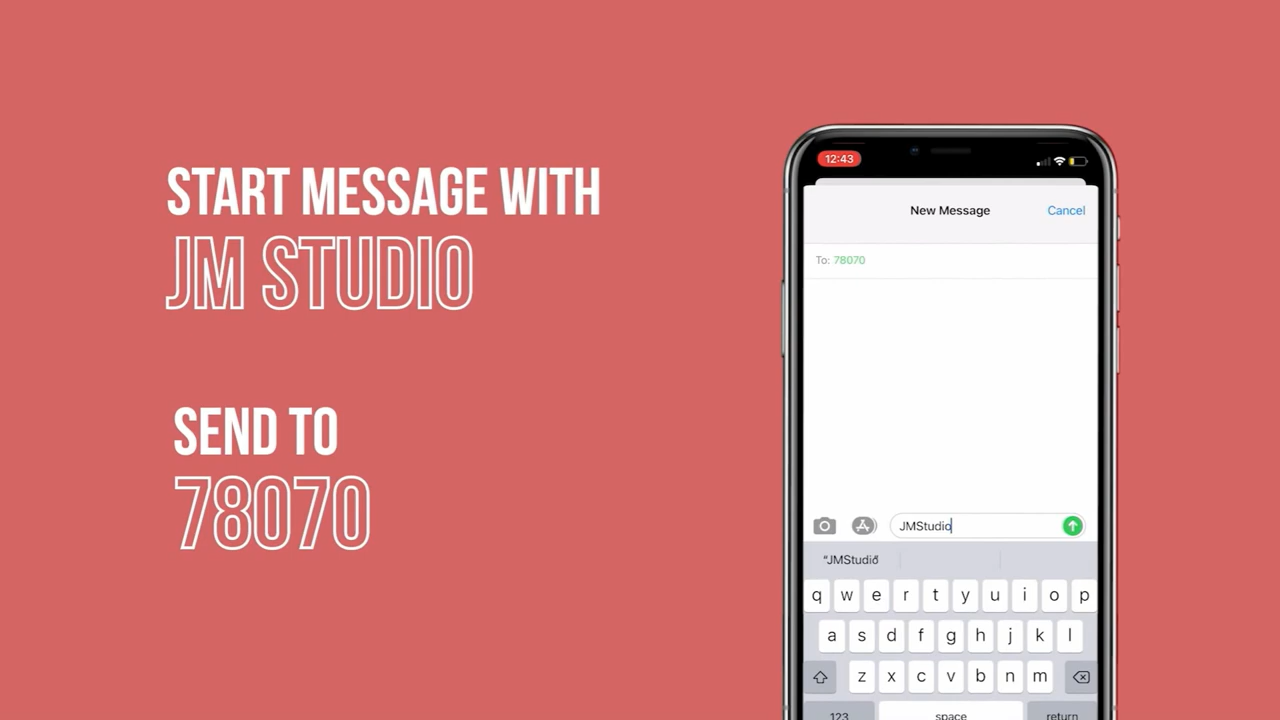 START MESSAGE WITH
JM STUDIO
SEND TO
78070
12:43
New Message
Cancel
To: 78070
JMStudio
"JMStudio"
q w e r t y u i o p
a s d f g h j k l
z x c v b n m
123 space return